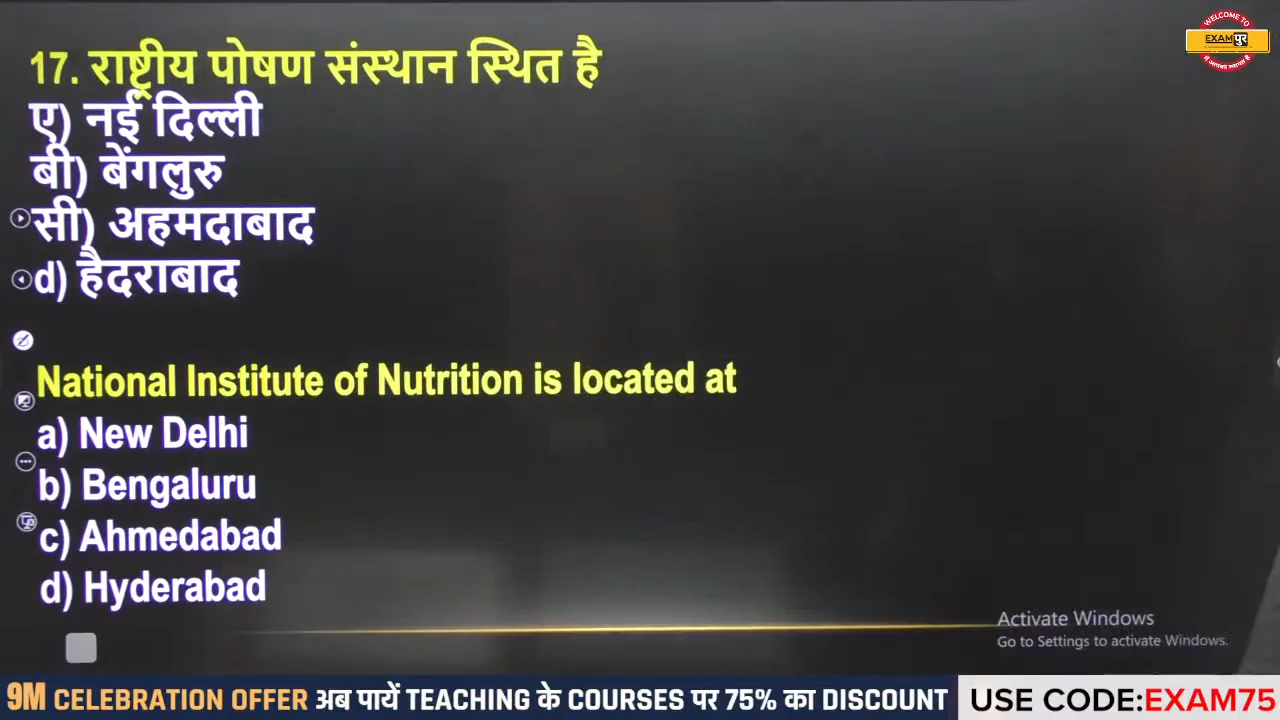 WELCOME TO
EXAMपुर
17. राष्ट्रीय पोषण संस्थान स्थित है
ए) नई दिल्ली
बी) बेंगलुरु
सी) अहमदाबाद
d) हैदराबाद
National Institute of Nutrition is located at
a) New Delhi
b) Bengaluru
c) Ahmedabad
d) Hyderabad
Activate Windows
Go to Settings to activate Windows.
9M CELEBRATION OFFER अब पायें TEACHING के COURSES पर 75% का DISCOUNT
USE CODE:EXAM75